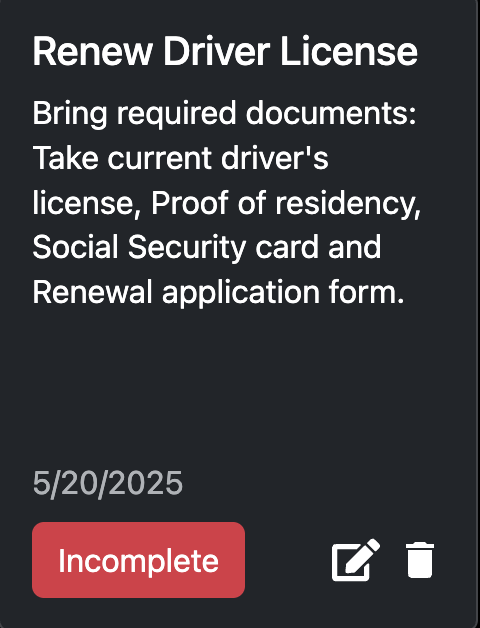 Renew Driver License
Bring required documents:
Take current driver's
license, Proof of residency,
Social Security card and
Renewal application form.
5/20/2025
Incomplete